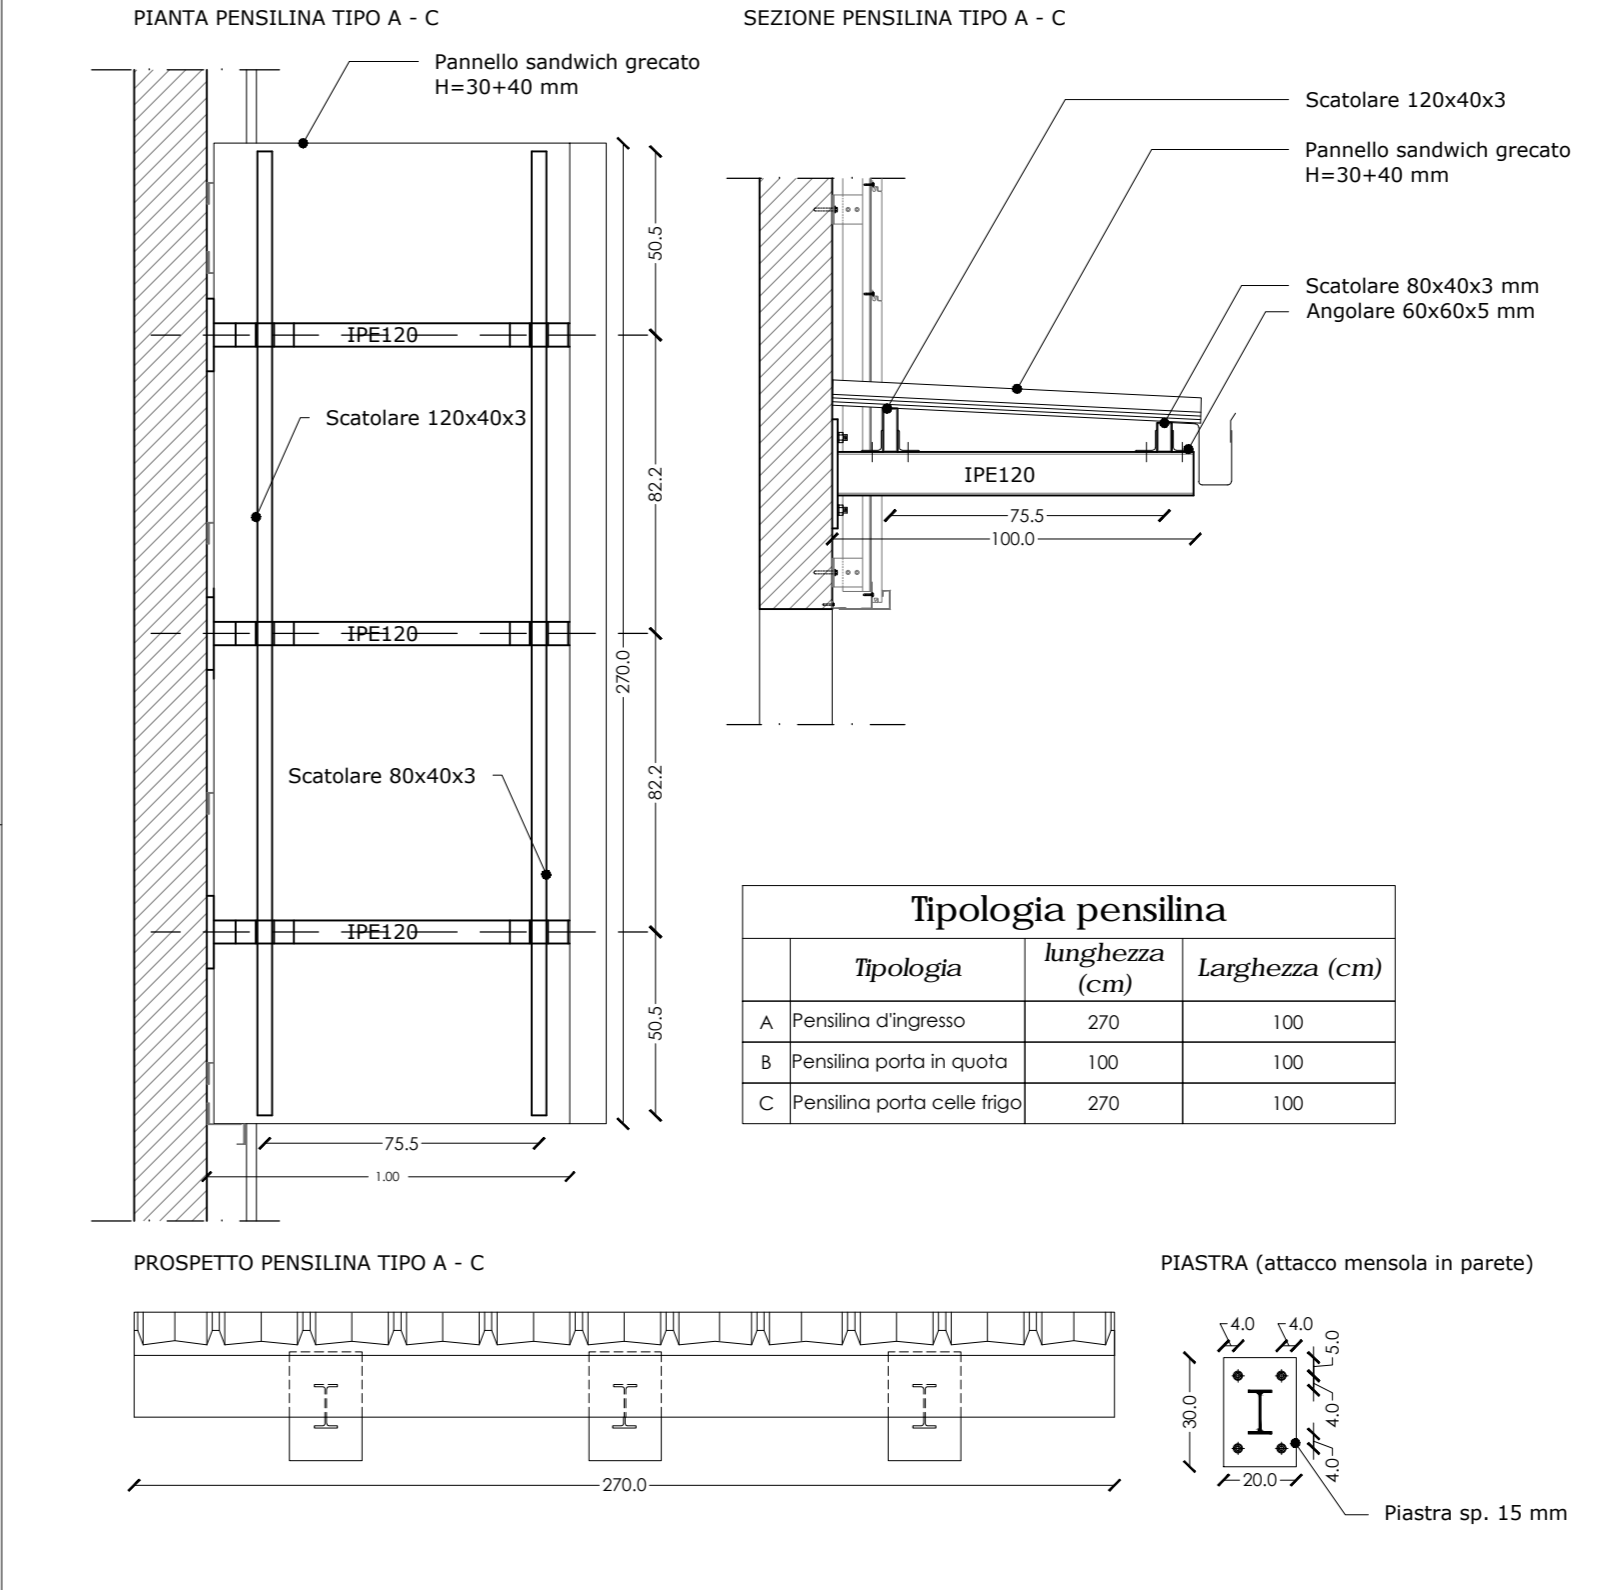 PIANTA PENSILINA TIPO A - C
Pannello sandwich grecato
H=30+40 mm
50.5
IPE120
Scatolare 120x40x3
82.2
IPE120
270.0
Scatolare 80x40x3
82.2
IPE120
50.5
75.5
1.00
SEZIONE PENSILINA TIPO A - C
Scatolare 120x40x3
Pannello sandwich grecato
H=30+40 mm
Scatolare 80x40x3 mm
Angolare 60x60x5 mm
IPE120
75.5
100.0
Tipologia pensilina
Tipologia lunghezza (cm) Larghezza (cm)
A Pensilina d'ingresso 270 100
B Pensilina porta in quota 100 100
C Pensilina porta celle frigo 270 100
PROSPETTO PENSILINA TIPO A - C
270.0
PIASTRA (attacco mensola in parete)
4.0 4.0
5.0
30.0
4.0
4.0
20.0
Piastra sp. 15 mm